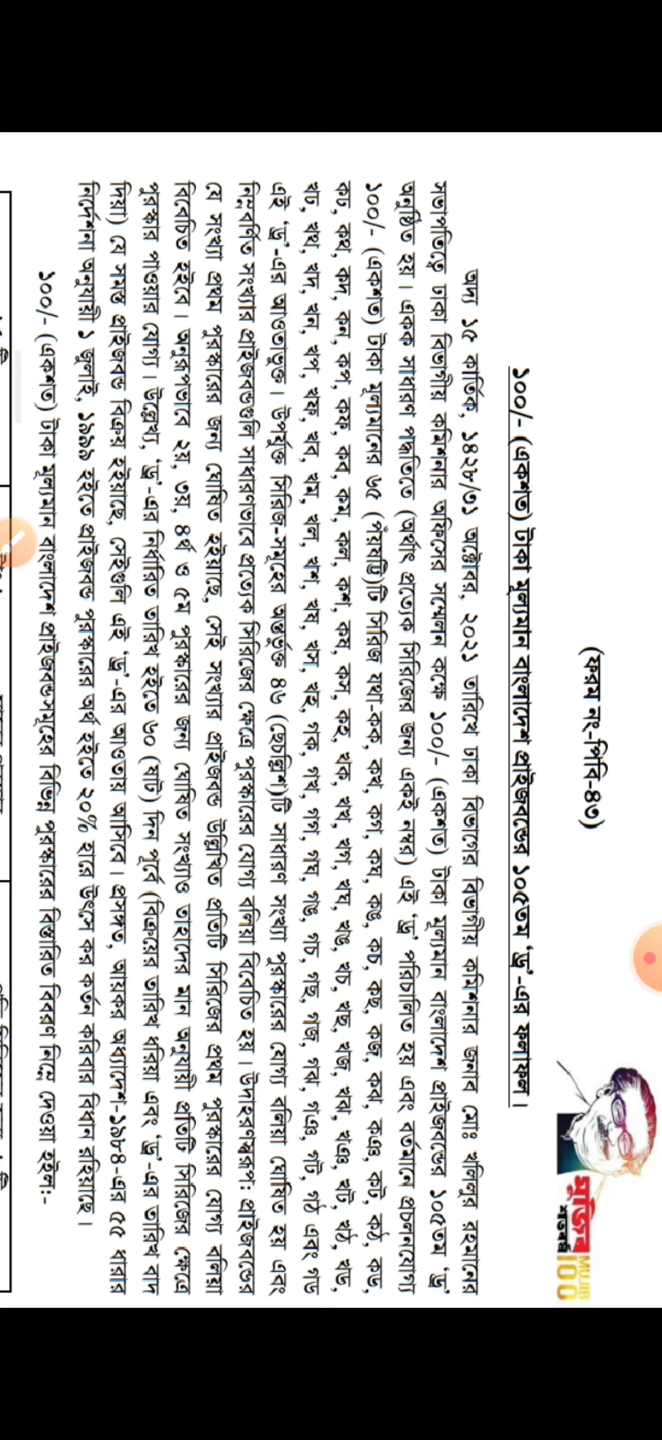 মুজিব
শতবর্ষ
MUJIB
100
(ফরম নং-পিবি-৪৩)
১০০/- (একশত) টাকা মূল্যমান বাংলাদেশ প্রাইজবন্ডের ১০৫তম 'ড্র'-এর ফলাফল।
অদ্য ১৫ কার্তিক, ১৪২৮/৩১ অক্টোবর, ২০২১ তারিখে ঢাকা বিভাগের বিভাগীয় কমিশনার জনাব মোঃ খলিলুর রহমানের
সভাপতিত্বে ঢাকা বিভাগীয় কমিশনার অফিসের সম্মেলন কক্ষে ১০০/- (একশত) টাকা মূল্যমান বাংলাদেশ প্রাইজবন্ডের ১০৫তম 'ড্র'
অনুষ্ঠিত হয়। একক সাধারণ পদ্ধতিতে (অর্থাৎ প্রত্যেক সিরিজের জন্য একই নম্বর) এই 'ড্র' পরিচালিত হয় এবং বর্তমানে প্রচলনযোগ্য
১০০/- (একশত) টাকা মূল্যমানের ৬৫ (পঁয়ষট্টি)টি সিরিজ যথা-কক, কখ, কগ, কঘ, কঙ, কচ, কছ, কজ, কঝ, কঞ, কট, কঠ, কড,
কঢ, কথ, কদ, কন, কপ, কফ, কব, কম, কল, কশ, কষ, কস, কহ, খক, খখ, খগ, খঘ, খঙ, খচ, খছ, খজ, খঝ, খঞ, খট, খঠ, খড,
খঢ, খথ, খদ, খন, খপ, খফ, খব, খম, খল, খশ, খষ, খস, খহ, গক, গখ, গগ, গঘ, গঙ, গচ, গছ, গজ, গঝ, গঞ, গট, গঠ এবং গড
এই 'ড্র'-এর আওতাভুক্ত। উপর্যুক্ত সিরিজ-সমূহের অন্তর্ভুক্ত ৪৬ (ছেচল্লিশ)টি সাধারণ সংখ্যা পুরস্কারের যোগ্য বলিয়া ঘোষিত হয় এবং
নিম্নবর্ণিত সংখ্যার প্রাইজবন্ডগুলি সাধারণভাবে প্রত্যেক সিরিজের ক্ষেত্রে পুরস্কারের যোগ্য বলিয়া বিবেচিত হয়। উদাহরণস্বরূপ: প্রাইজবন্ডের
যে সংখ্যা প্রথম পুরস্কারের জন্য ঘোষিত হইয়াছে, সেই সংখ্যার প্রাইজবন্ড উল্লিখিত প্রতিটি সিরিজের প্রথম পুরস্কারের যোগ্য বলিয়া
বিবেচিত হইবে। অনুরূপভাবে ২য়, ৩য়, ৪র্থ ও ৫ম পুরস্কারের জন্য ঘোষিত সংখ্যাও তাহাদের মান অনুযায়ী প্রতিটি সিরিজের ক্ষেত্রে
পুরস্কার পাওয়ার যোগ্য। উল্লেখ্য, 'ড্র'-এর নির্ধারিত তারিখ হইতে ৬০ (ষাট) দিন পূর্বে (বিক্রয়ের তারিখ ধরিয়া এবং 'ড্র'-এর তারিখ বাদ
দিয়া) যে সমস্ত প্রাইজবন্ড বিক্রয় হইয়াছে, সেইগুলি এই 'ড্র'-এর আওতায় আসিবে। প্রসঙ্গত, আয়কর অধ্যাদেশ-১৯৮৪-এর ৫৫ ধারার
নির্দেশনা অনুযায়ী ১ জুলাই, ১৯৯৯ হইতে প্রাইজবন্ড পুরস্কারের অর্থ হইতে ২০% হারে উৎসে কর কর্তন করিবার বিধান রহিয়াছে।
১০০/- (একশত) টাকা মূল্যমান বাংলাদেশ প্রাইজবন্ডসমূহের বিভিন্ন পুরস্কারের বিস্তারিত বিবরণ নিম্নে দেওয়া হইল:-